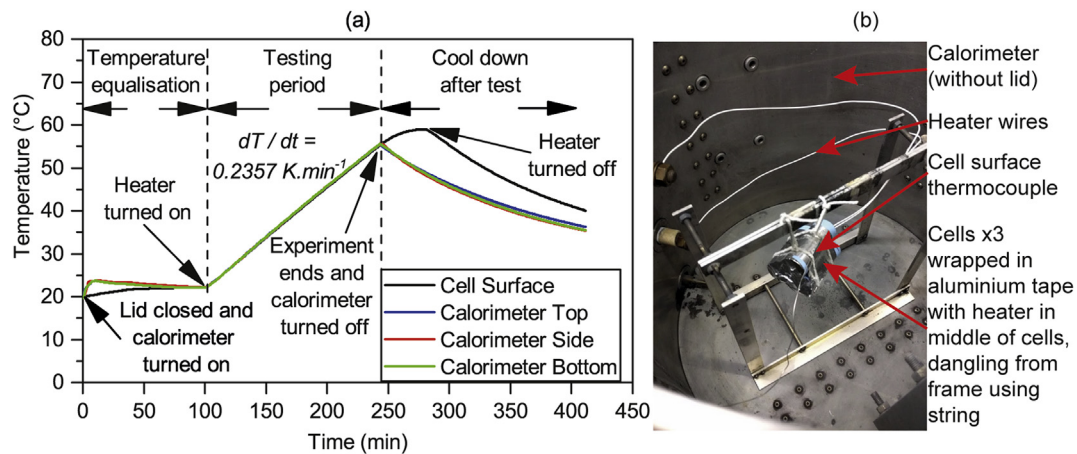 (a)
80
70
60
50
40
30
20
10
0
Temperature (°C)
Temperature
equalisation
Testing
period
Cool down
after test
dT / dt =
0.2357 K.min-1
Heater
turned off
Heater
turned on
Experiment
ends and
calorimeter
turned off
Lid closed and
calorimeter
turned on
Cell Surface
Calorimeter Top
Calorimeter Side
Calorimeter Bottom
0 50 100 150 200 250 300 350 400 450
Time (min)
(b)
Calorimeter
(without lid)
Heater wires
Cell surface
thermocouple
Cells x3
wrapped in
aluminium tape
with heater in
middle of cells,
dangling from
frame using
string